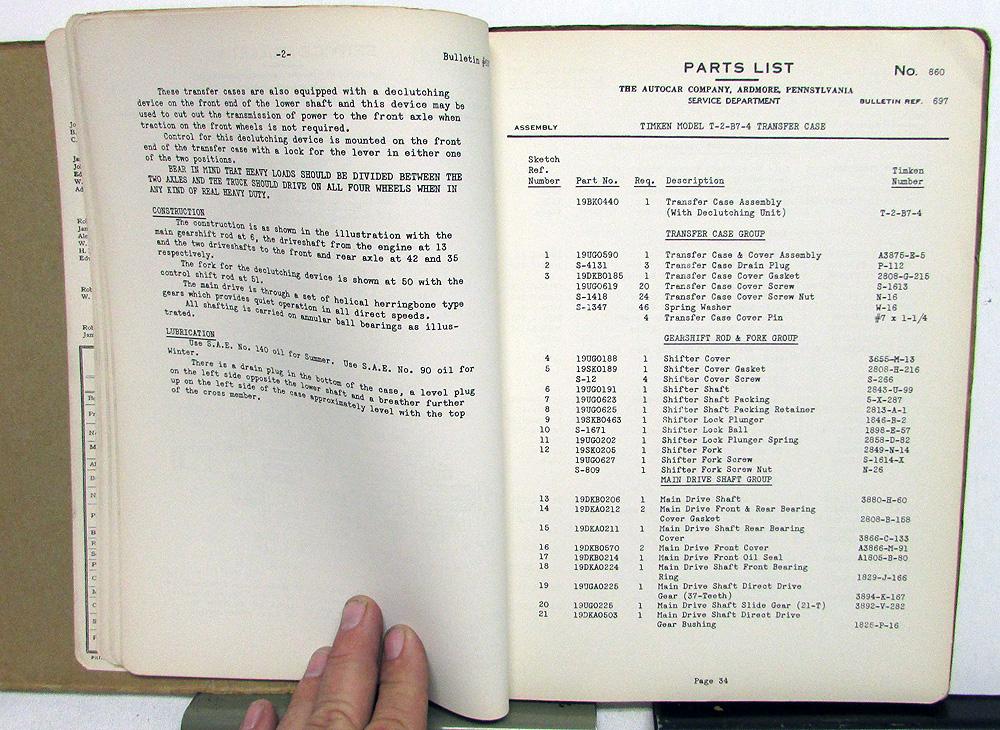 -2-
Bulletin
These transfer cases are also equipped with a declutching
device on the front end of the lower shaft and this device may be
used to cut out the transmission of power to the front axle when
traction on the front wheels is not required.
Control for this declutching device is mounted on the front
end of the transfer case with a lock for the lever in either one
of the two positions.
BEAR IN MIND THAT HEAVY LOADS SHOULD BE DIVIDED BETWEEN THE
TWO AXLES AND THE TRUCK SHOULD DRIVE ON ALL FOUR WHEELS WHEN IN
ANY KIND OF REAL HEAVY DUTY.
CONSTRUCTION
The construction is as shown in the illustration with the
main gearshift rod at 6, the driveshaft from the engine at 13
and the two driveshafts to the front and rear axle at 42 and 35
respectively.
The fork for the declutching device is shown at 50 with the
control shift rod at 51.
The main drive is through a set of helical herringbone type
gears which provides quiet operation in all direct speeds.
All shafting is carried on annular ball bearings as illus-
trated.
LUBRICATION
Use S.A.E. No. 140 oil for Summer. Use S.A.E. No. 90 oil for
Winter.
There is a drain plug in the bottom of the case, a level plug
on the left side opposite the lower shaft and a breather further
up on the left side of the case approximately level with the top
of the cross member.
PARTS LIST
No. 860
THE AUTOCAR COMPANY, ARDMORE, PENNSYLVANIA
SERVICE DEPARTMENT
BULLETIN REF. 697
ASSEMBLY TIMKEN MODEL T-2-B7-4 TRANSFER CASE
Sketch
Ref. Timken
Number Part No. Req. Description Number
19BK0440 1 Transfer Case Assembly
(With Declutching Unit) T-2-B7-4
TRANSFER CASE GROUP
1 19UG0590 1 Transfer Case & Cover Assembly A3875-E-5
2 S-4131 3 Transfer Case Drain Plug P-112
3 19DKB0185 1 Transfer Case Cover Gasket 2808-G-215
19UG0619 20 Transfer Case Cover Screw S-1613
S-1418 24 Transfer Case Cover Screw Nut N-16
S-1347 46 Spring Washer W-16
4 Transfer Case Cover Pin #7 x 1-1/4
GEARSHIFT ROD & FORK GROUP
4 19UG0188 1 Shifter Cover 3655-M-13
5 19SK0189 1 Shifter Cover Gasket 2808-H-216
S-12 4 Shifter Cover Screw S-266
6 19UG0191 1 Shifter Shaft 2843-U-99
7 19UG0623 1 Shifter Shaft Packing 5-X-287
8 19UG0625 1 Shifter Shaft Packing Retainer 2813-A-1
9 19SKB0463 1 Shifter Lock Plunger 1846-B-2
10 S-1671 1 Shifter Lock Ball 1898-E-57
11 19UG0202 1 Shifter Lock Plunger Spring 2858-D-82
12 19SK0205 1 Shifter Fork 2849-N-14
19UG0627 1 Shifter Fork Screw S-1614-X
S-809 1 Shifter Fork Screw Nut N-26
MAIN DRIVE SHAFT GROUP
13 19DKB0206 1 Main Drive Shaft 3880-H-60
14 19DKA0212 2 Main Drive Front & Rear Bearing
Cover Gasket 2808-B-158
15 19DKA0211 1 Main Drive Shaft Rear Bearing
Cover 3866-C-133
16 19DKB0570 2 Main Drive Front Cover A3866-M-91
17 19DKB0214 1 Main Drive Front Oil Seal A1805-B-80
18 19DKA0224 1 Main Drive Shaft Front Bearing
Ring 1829-J-166
19 19UGA0225 1 Main Drive Shaft Direct Drive
Gear (37-Teeth) 3894-K-167
20 19UG0225 1 Main Drive Shaft Slide Gear (21-T) 3892-V-282
21 19DKA0503 1 Main Drive Shaft Direct Drive
Gear Bushing 1825-P-16
Page 34